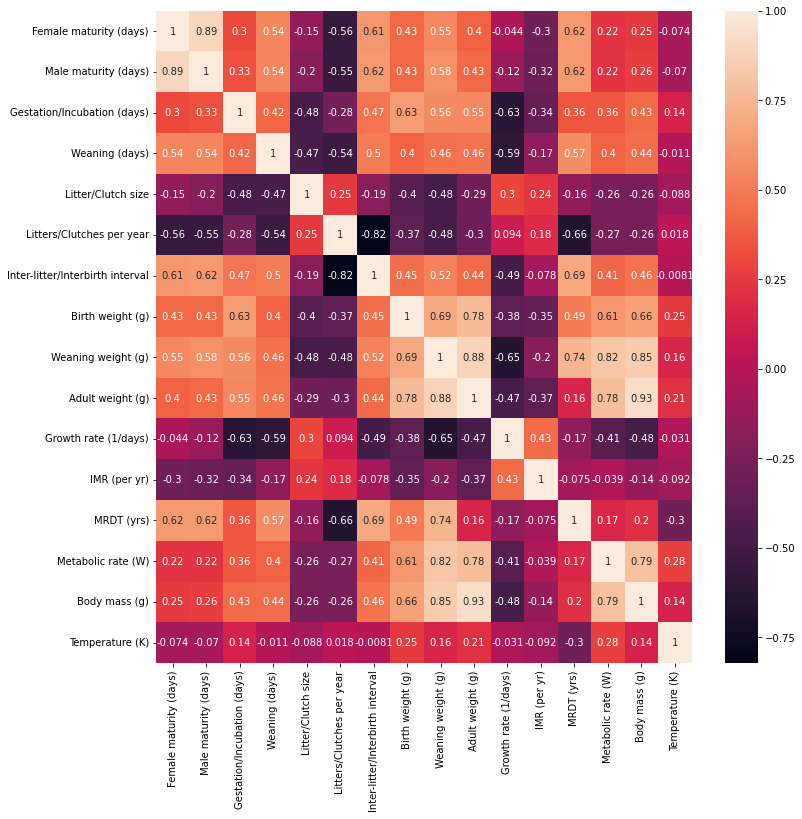 Female maturity (days) 1 0.89 0.3 0.54 -0.15 -0.56 0.61 0.43 0.55 0.4 -0.044 -0.3 0.62 0.22 0.25 -0.074
Male maturity (days) 0.89 1 0.33 0.54 -0.2 -0.55 0.62 0.43 0.58 0.43 -0.12 -0.32 0.62 0.22 0.26 -0.07
Gestation/Incubation (days) 0.3 0.33 1 0.42 -0.48 -0.28 0.47 0.63 0.56 0.55 -0.63 -0.34 0.36 0.36 0.43 0.14
Weaning (days) 0.54 0.54 0.42 1 -0.47 -0.54 0.5 0.4 0.46 0.46 -0.59 -0.17 0.57 0.4 0.44 -0.011
Litter/Clutch size -0.15 -0.2 -0.48 -0.47 1 0.25 -0.19 -0.4 -0.48 -0.29 0.3 0.24 -0.16 -0.26 -0.26 -0.088
Litters/Clutches per year -0.56 -0.55 -0.28 -0.54 0.25 1 -0.82 -0.37 -0.48 -0.3 0.094 0.18 -0.66 -0.27 -0.26 0.018
Inter-litter/Interbirth interval 0.61 0.62 0.47 0.5 -0.19 -0.82 1 0.45 0.52 0.44 -0.49 -0.078 0.69 0.41 0.46 -0.0081
Birth weight (g) 0.43 0.43 0.63 0.4 -0.4 -0.37 0.45 1 0.69 0.78 -0.38 -0.35 0.49 0.61 0.66 0.25
Weaning weight (g) 0.55 0.58 0.56 0.46 -0.48 -0.48 0.52 0.69 1 0.88 -0.65 -0.2 0.74 0.82 0.85 0.16
Adult weight (g) 0.4 0.43 0.55 0.46 -0.29 -0.3 0.44 0.78 0.88 1 -0.47 -0.37 0.16 0.78 0.93 0.21
Growth rate (1/days) -0.044 -0.12 -0.63 -0.59 0.3 0.094 -0.49 -0.38 -0.65 -0.47 1 0.43 -0.17 -0.41 -0.48 -0.031
IMR (per yr) -0.3 -0.32 -0.34 -0.17 0.24 0.18 -0.078 -0.35 -0.2 -0.37 0.43 1 -0.075 -0.039 -0.14 -0.092
MRDT (yrs) 0.62 0.62 0.36 0.57 -0.16 -0.66 0.69 0.49 0.74 0.16 -0.17 -0.075 1 0.17 0.2 -0.3
Metabolic rate (W) 0.22 0.22 0.36 0.4 -0.26 -0.27 0.41 0.61 0.82 0.78 -0.41 -0.039 0.17 1 0.79 0.28
Body mass (g) 0.25 0.26 0.43 0.44 -0.26 -0.26 0.46 0.66 0.85 0.93 -0.48 -0.14 0.2 0.79 1 0.14
Temperature (K) -0.074 -0.07 0.14 -0.011 -0.088 0.018 -0.0081 0.25 0.16 0.21 -0.031 -0.092 -0.3 0.28 0.14 1
Female maturity (days)
Male maturity (days)
Gestation/Incubation (days)
Weaning (days)
Litter/Clutch size
Litters/Clutches per year
Inter-litter/Interbirth interval
Birth weight (g)
Weaning weight (g)
Adult weight (g)
Growth rate (1/days)
IMR (per yr)
MRDT (yrs)
Metabolic rate (W)
Body mass (g)
Temperature (K)
1.00
0.75
0.50
0.25
0.00
−0.25
−0.50
−0.75